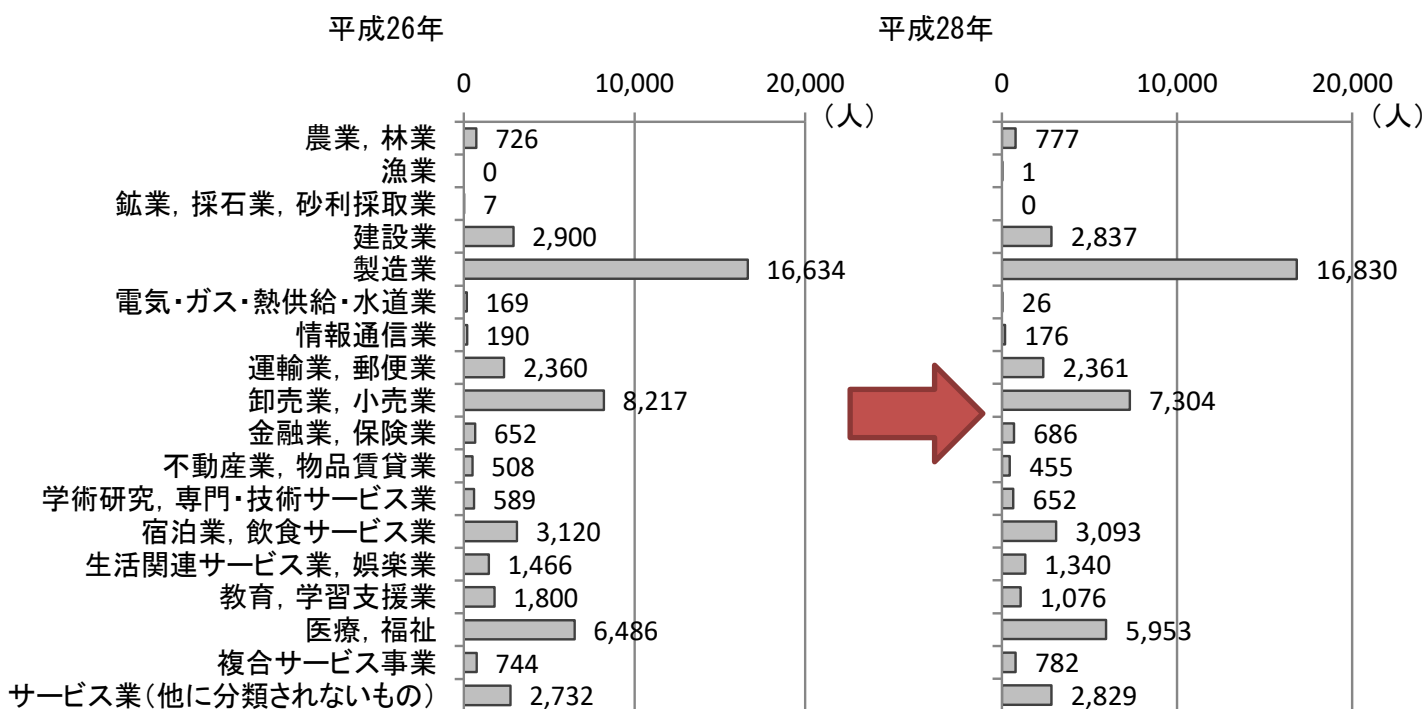 平成26年 平成28年
0 10,000 20,000 0 10,000 20,000
(人) (人)
農業, 林業 726 777
漁業 0 1
鉱業, 採石業, 砂利採取業 7 0
建設業 2,900 2,837
製造業 16,634 16,830
電気・ガス・熱供給・水道業 169 26
情報通信業 190 176
運輸業, 郵便業 2,360 2,361
卸売業, 小売業 8,217 7,304
金融業, 保険業 652 686
不動産業, 物品賃貸業 508 455
学術研究, 専門・技術サービス業 589 652
宿泊業, 飲食サービス業 3,120 3,093
生活関連サービス業, 娯楽業 1,466 1,340
教育, 学習支援業 1,800 1,076
医療, 福祉 6,486 5,953
複合サービス事業 744 782
サービス業(他に分類されないもの) 2,732 2,829